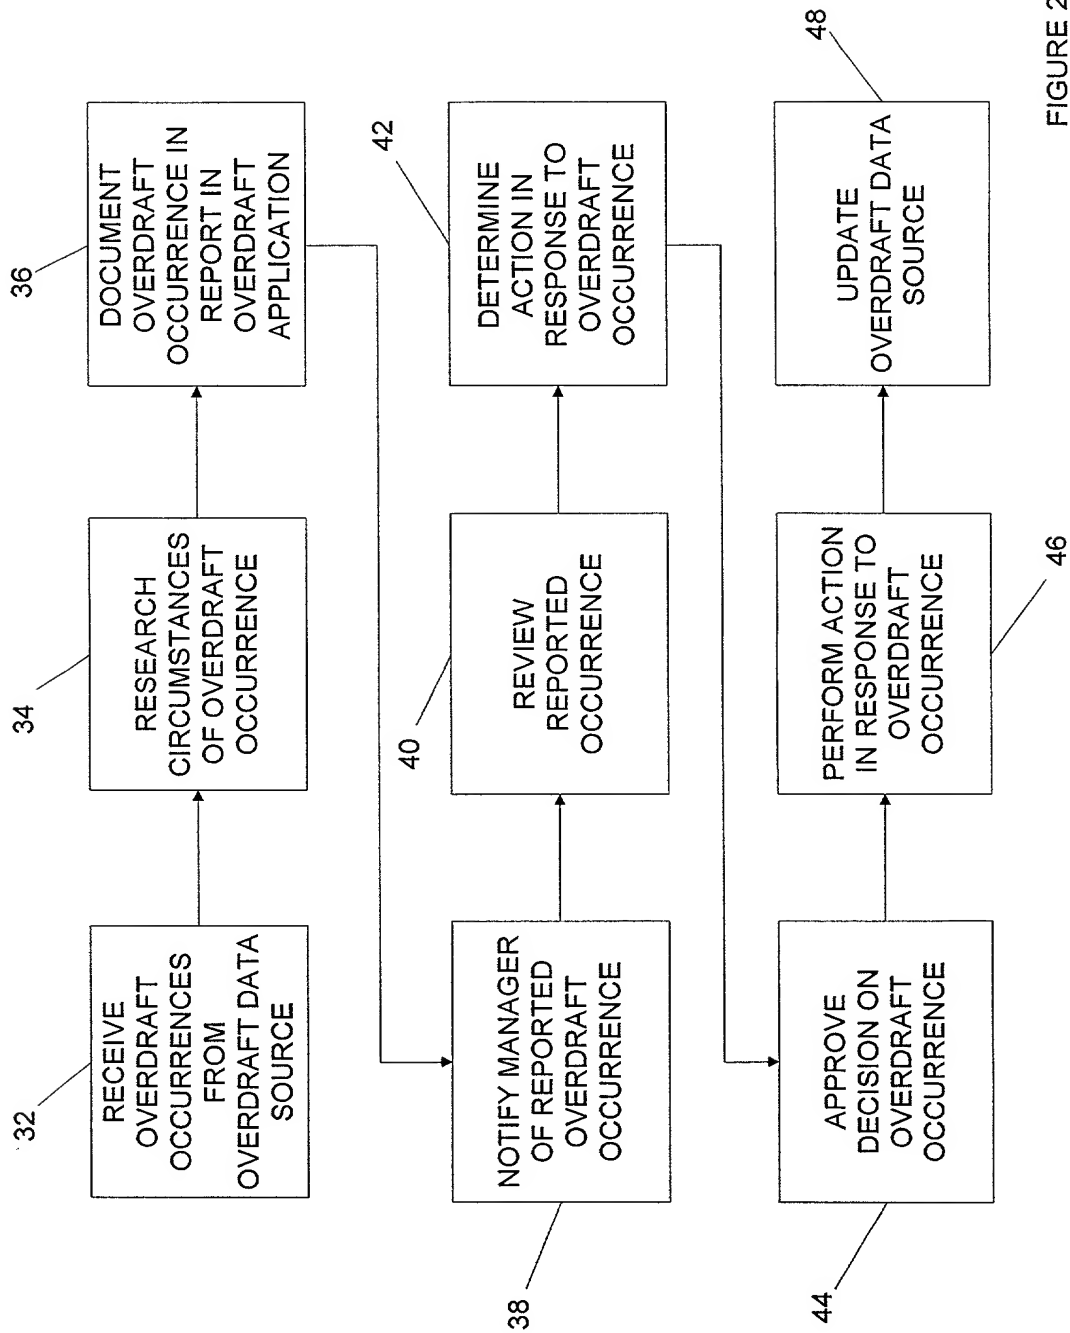 32
RECEIVE
OVERDRAFT
OCCURRENCES
FROM
OVERDRAFT DATA
SOURCE
34
RESEARCH
CIRCUMSTANCES
OF OVERDRAFT
OCCURRENCE
36
DOCUMENT
OVERDRAFT
OCCURRENCE IN
REPORT IN
OVERDRAFT
APPLICATION
38
NOTIFY MANAGER
OF REPORTED
OVERDRAFT
OCCURRENCE
40
REVIEW
REPORTED
OCCURRENCE
42
DETERMINE
ACTION IN
RESPONSE TO
OVERDRAFT
OCCURRENCE
44
APPROVE
DECISION ON
OVERDRAFT
OCCURRENCE
46
PERFORM ACTION
IN RESPONSE TO
OVERDRAFT
OCCURRENCE
48
UPDATE
OVERDRAFT DATA
SOURCE
FIGURE 2